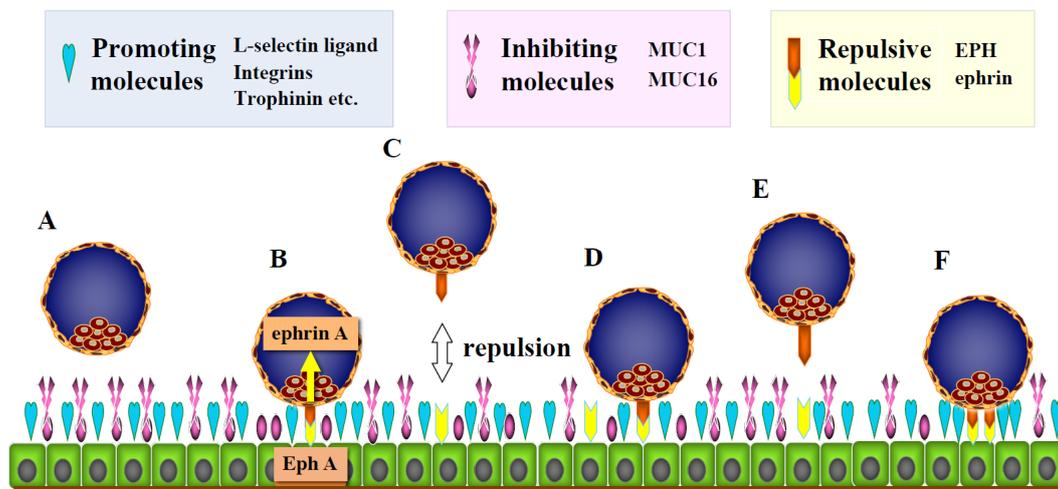 Promoting
molecules
L-selectin ligand
Integrins
Trophinin etc.
Inhibiting
molecules
MUC1
MUC16
Repulsive
molecules
EPH
ephrin
A
B
C
D
E
F
ephrin A
repulsion
Eph A